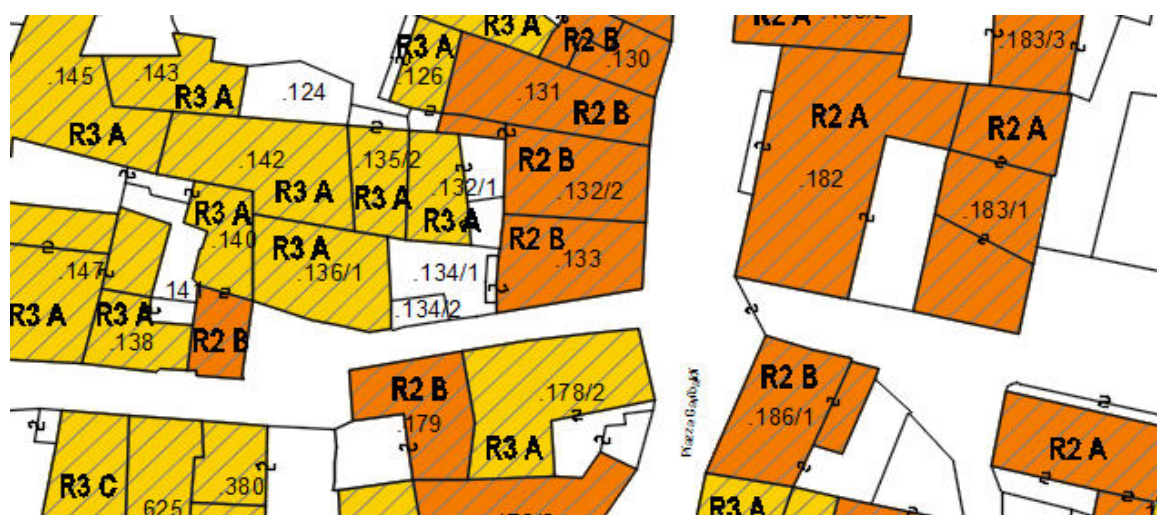 R2 A
R3 A
R3 A
R2 B
.130
.183/3
.145
.143
.126
R3 A
.124
.131
R2 B
R2 A
R2 A
R3 A
.142
.135/2
R2 B
R3 A
R3 A
.132/1
.132/2
.182
R3 A
R3 A
.183/1
.140
R3 A
R2 B
.133
.147
.136/1
.134/1
R3 A
R3 A
.134/2
.138
R2 B
R2 B
.178/2
R2 B
.179
.186/1
R3 A
R2 A
R3 C
.380
625
R3 A